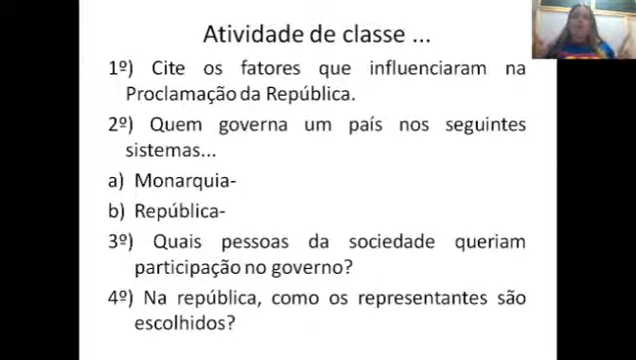 Atividade de classe ...
1º) Cite os fatores que influenciaram na
Proclamação da República.
2º) Quem governa um país nos seguintes
sistemas...
a) Monarquia-
b) República-
3º) Quais pessoas da sociedade queriam
participação no governo?
4º) Na república, como os representantes são
escolhidos?